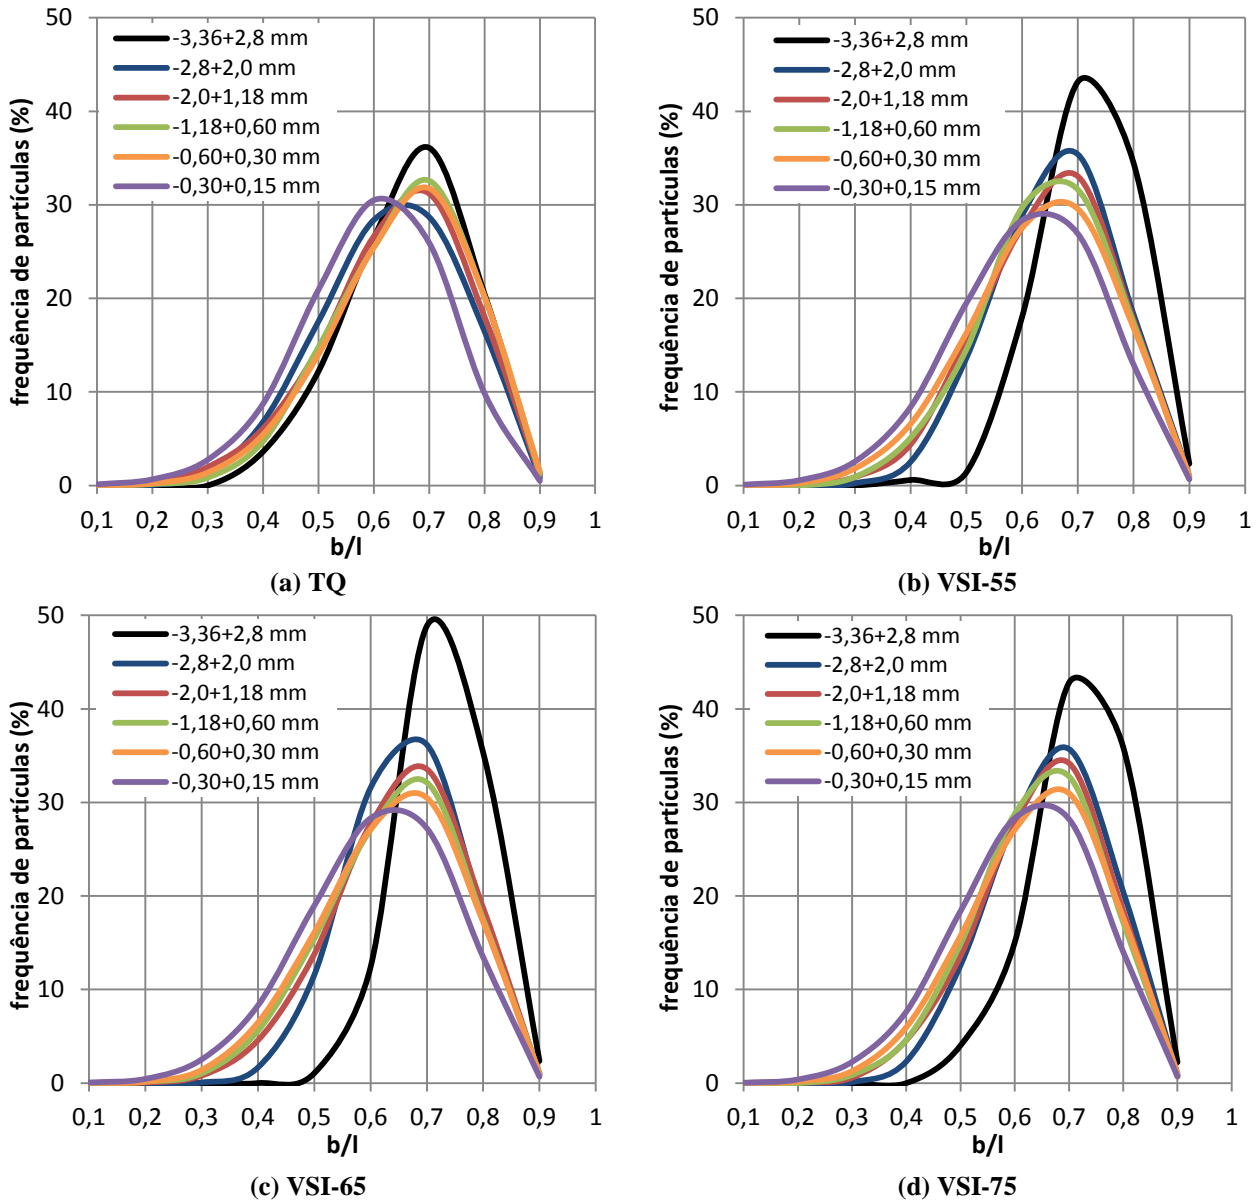 50
40
30
20
10
0
frequência de partículas (%)
-3,36+2,8 mm
-2,8+2,0 mm
-2,0+1,18 mm
-1,18+0,60 mm
-0,60+0,30 mm
-0,30+0,15 mm
0,1 0,2 0,3 0,4 0,5 0,6 0,7 0,8 0,9 1
b/l
(a) TQ
50
40
30
20
10
0
frequência de partículas (%)
-3,36+2,8 mm
-2,8+2,0 mm
-2,0+1,18 mm
-1,18+0,60 mm
-0,60+0,30 mm
-0,30+0,15 mm
0,1 0,2 0,3 0,4 0,5 0,6 0,7 0,8 0,9 1
b/l
(b) VSI-55
50
40
30
20
10
0
frequência de partículas (%)
-3,36+2,8 mm
-2,8+2,0 mm
-2,0+1,18 mm
-1,18+0,60 mm
-0,60+0,30 mm
-0,30+0,15 mm
0,1 0,2 0,3 0,4 0,5 0,6 0,7 0,8 0,9 1
b/l
(c) VSI-65
50
40
30
20
10
0
frequência de partículas (%)
-3,36+2,8 mm
-2,8+2,0 mm
-2,0+1,18 mm
-1,18+0,60 mm
-0,60+0,30 mm
-0,30+0,15 mm
0,1 0,2 0,3 0,4 0,5 0,6 0,7 0,8 0,9 1
b/l
(d) VSI-75